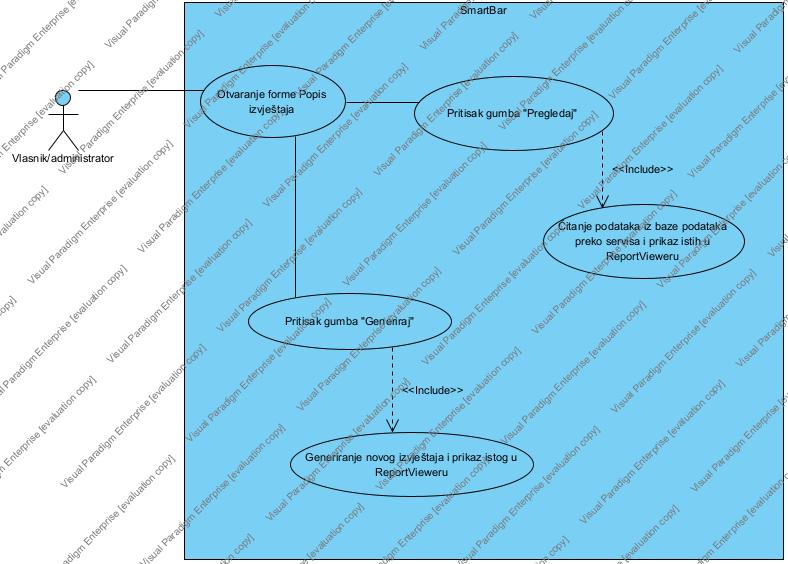 SmartBar
Otvaranje forme Popis
izvještaja
Pritisak gumba "Pregledaj"
Vlasnik/administrator
<<Include>>
Čitanje podataka iz baze podataka
preko servisa i prikaz istih u
ReportVieweru
Pritisak gumba "Generiraj"
<<Include>>
Generiranje novog izvještaja i prikaz istog u
ReportVieweru
Visual Paradigm Enterprise [evaluation copy]